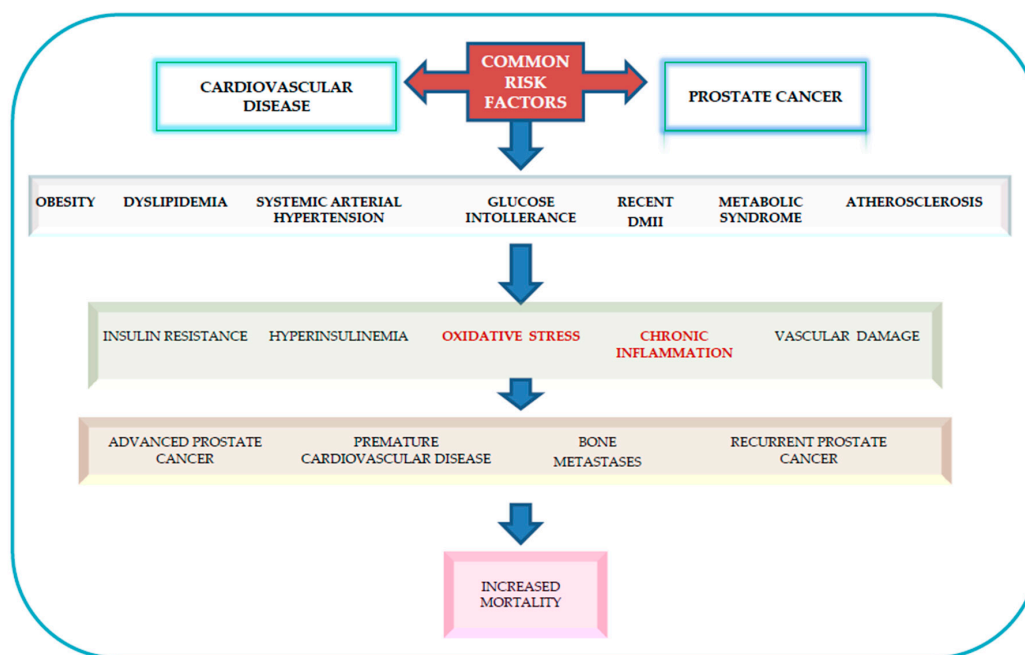 COMMON
RISK
FACTORS
CARDIOVASCULAR
DISEASE
PROSTATE CANCER
OBESITY
DYSLIPIDEMIA
SYSTEMIC ARTERIAL
HYPERTENSION
GLUCOSE
INTOLLERANCE
RECENT
DMII
METABOLIC
SYNDROME
ATHEROSCLEROSIS
INSULIN RESISTANCE
HYPERINSULINEMIA
OXIDATIVE STRESS
CHRONIC
INFLAMMATION
VASCULAR DAMAGE
ADVANCED PROSTATE
CANCER
PREMATURE
CARDIOVASCULAR DISEASE
BONE
METASTASES
RECURRENT PROSTATE
CANCER
INCREASED
MORTALITY